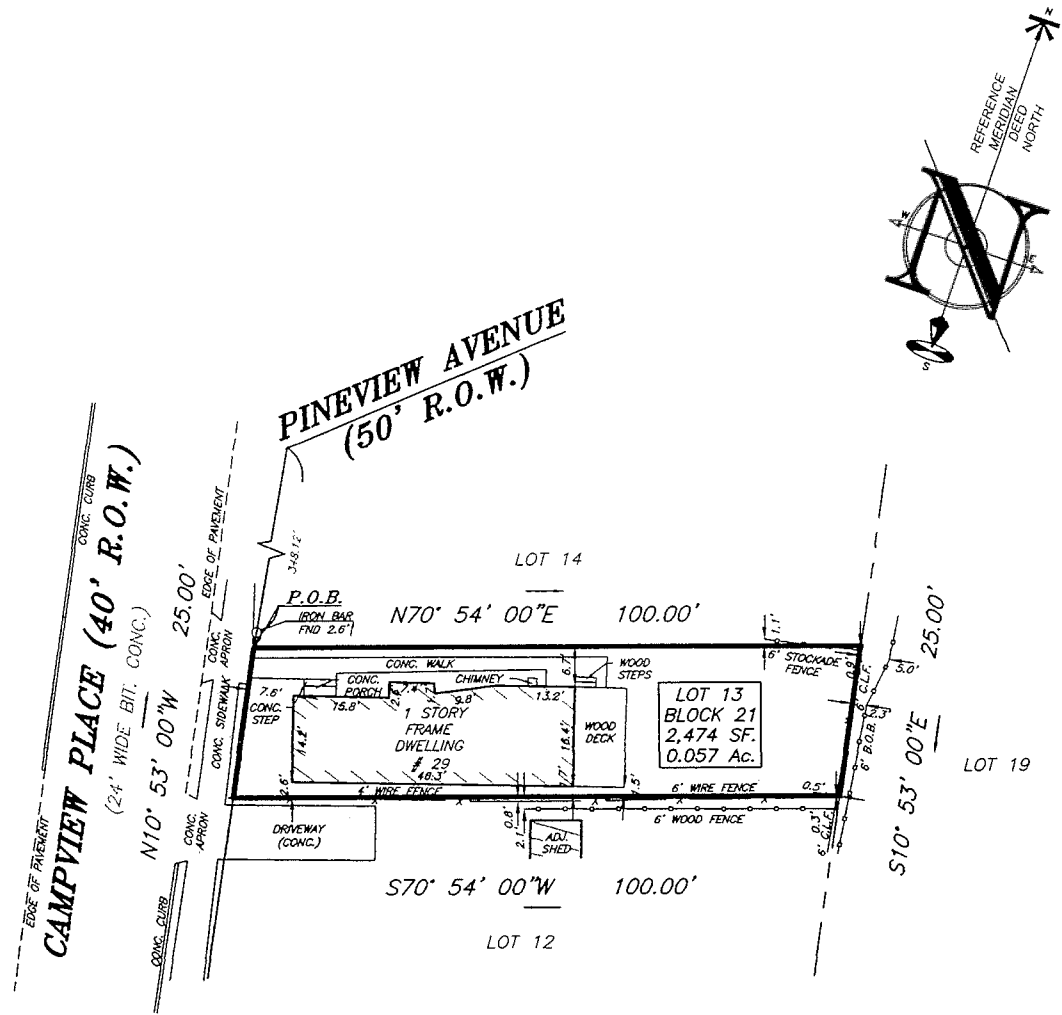 N
REFERENCE
MERIDIAN
DEED
NORTH
W
N
E
S
PINEVIEW AVENUE
(50' R.O.W.)
CONC. CURB
EDGE OF PAVEMENT
CAMPVIEW PLACE (40' R.O.W.)
(24' WIDE BIT. CONC.)
N10° 53' 00"W 25.00'
EDGE OF PAVEMENT
CONC. APRON
CONC. SIDEWALK
CONC. APRON
CONC. CURB
348.12'
LOT 14
P.O.B.
IRON BAR
FND 2.6'
N70° 54' 00"E 100.00'
1.1'
6' STOCKADE
FENCE
0.9'
6' C.L.F.
5.0'
2.3'
6' B.O.B.
S10° 53' 00"E 25.00'
LOT 19
CONC. WALK
6.7'
WOOD
STEPS
7.6'
CONC.
PORCH
CHIMNEY
CONC.
STEP
15.8'
2.6'
7.4'
1.7'
9.8'
13.2'
14.2'
1 STORY
FRAME
DWELLING
# 29
48.3'
16.4'
WOOD
DECK
LOT 13
BLOCK 21
2,474 SF.
0.057 Ac.
2.6'
4' WIRE FENCE
1.5'
6' WIRE FENCE
0.5'
DRIVEWAY
(CONC.)
0.8'
2.1'
ADJ.
SHED
6' WOOD FENCE
0.3'
6' C.L.F.
S70° 54' 00"W 100.00'
LOT 12